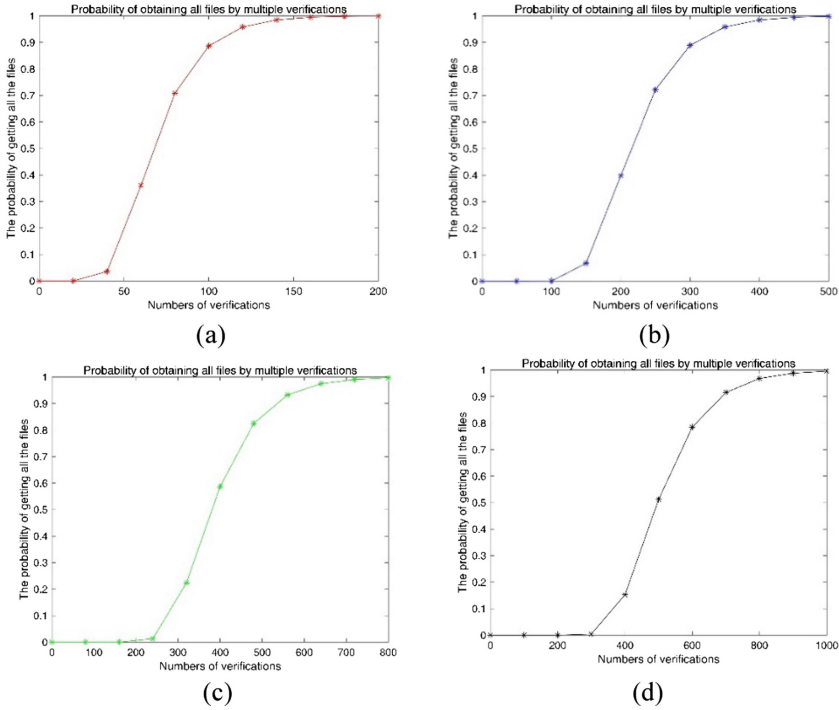 Probability of obtaining all files by multiple verifications
The probability of getting all the files
1
0.9
0.8
0.7
0.6
0.5
0.4
0.3
0.2
0.1
0
0 50 100 150 200
Numbers of verifications
(a)
Probability of obtaining all files by multiple verifications
The probability of getting all the files
1
0.9
0.8
0.7
0.6
0.5
0.4
0.3
0.2
0.1
0
0 100 200 300 400 500
Numbers of verifications
(b)
Probability of obtaining all files by multiple verifications
The probability of getting all the files
1
0.9
0.8
0.7
0.6
0.5
0.4
0.3
0.2
0.1
0
0 100 200 300 400 500 600 700 800
Numbers of verifications
(c)
Probability of obtaining all files by multiple verifications
The probability of getting all the files
1
0.9
0.8
0.7
0.6
0.5
0.4
0.3
0.2
0.1
0
0 200 400 600 800 1000
Numbers of verifications
(d)